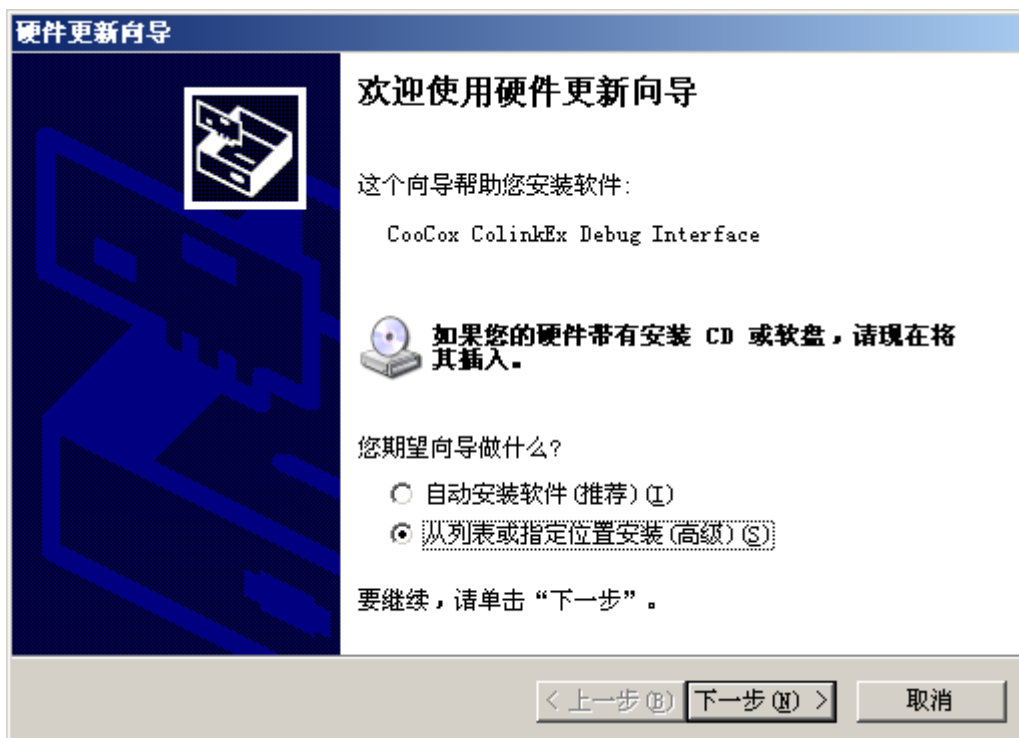 硬件更新向导
欢迎使用硬件更新向导
这个向导帮助您安装软件:
CooCox ColinkEx Debug Interface
如果您的硬件带有安装 CD 或软盘，请现在将
其插入。
您期望向导做什么?
自动安装软件(推荐)(I)
从列表或指定位置安装(高级)(S)
要继续，请单击“下一步”。
< 上一步(B) 下一步(N) > 取消